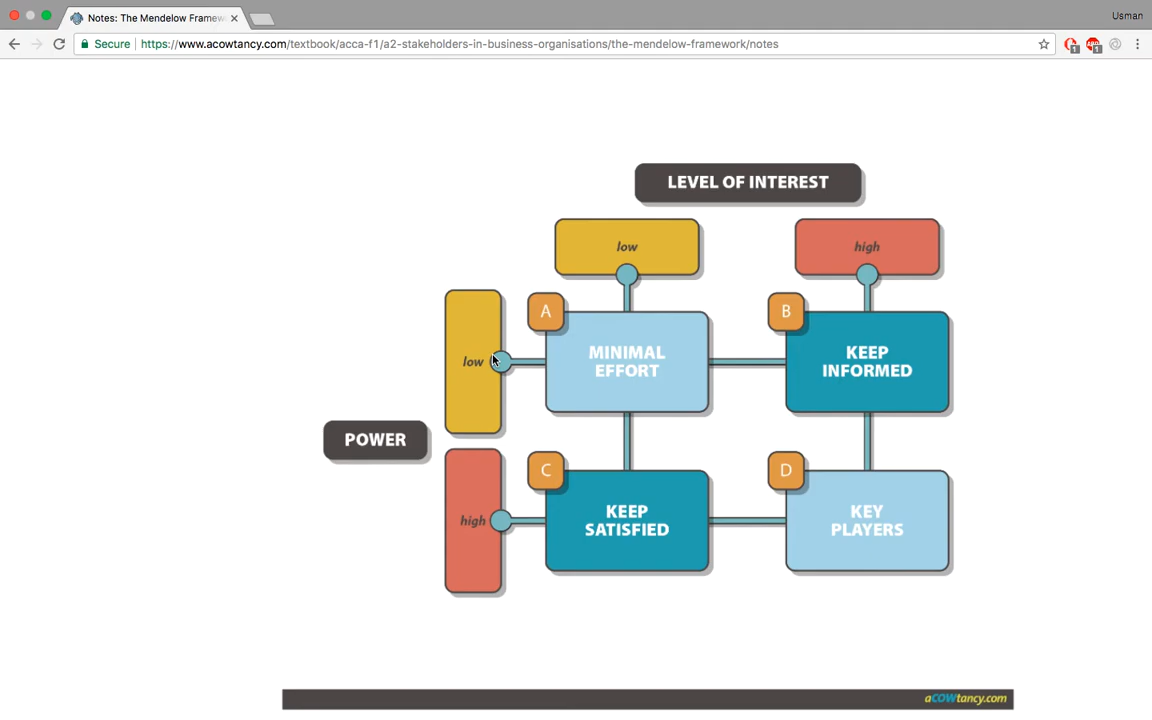 Notes: The Mendelow Framew
Usman
Secure
https://www.acowtancy.com/textbook/acca-f1/a2-stakeholders-in-business-organisations/the-mendelow-framework/notes
1
1
LEVEL OF INTEREST
low
high
A
B
low
MINIMAL
EFFORT
KEEP
INFORMED
POWER
C
D
high
KEEP
SATISFIED
KEY
PLAYERS
aCOWtancy.com